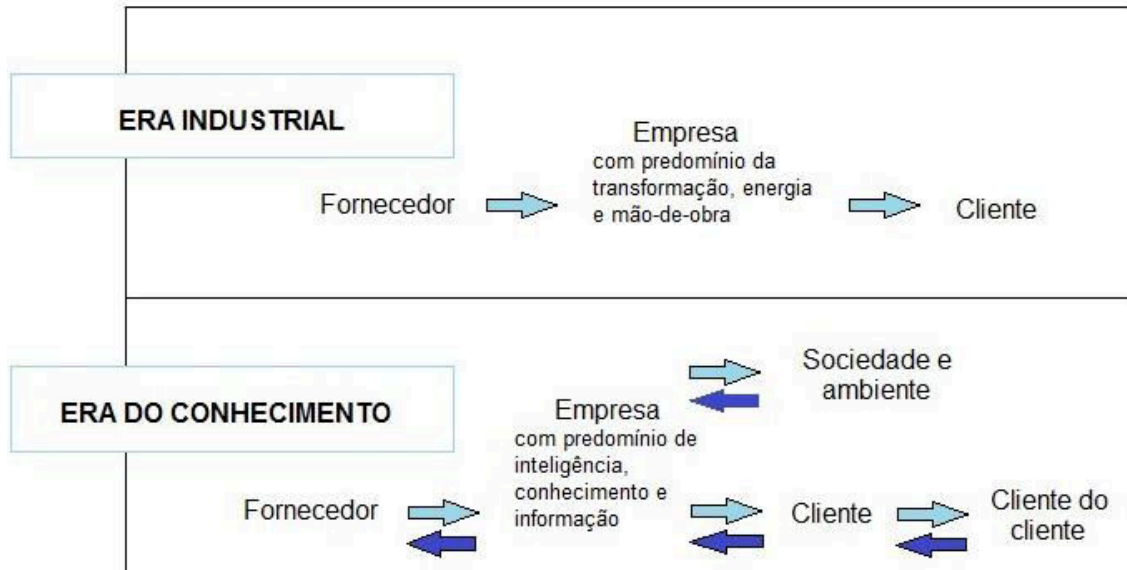 ERA INDUSTRIAL
Empresa
com predomínio da
transformação, energia
e mão-de-obra
Fornecedor
Cliente
ERA DO CONHECIMENTO
Sociedade e
ambiente
Empresa
com predomínio de
inteligência,
conhecimento e
informação
Fornecedor
Cliente
Cliente do
cliente